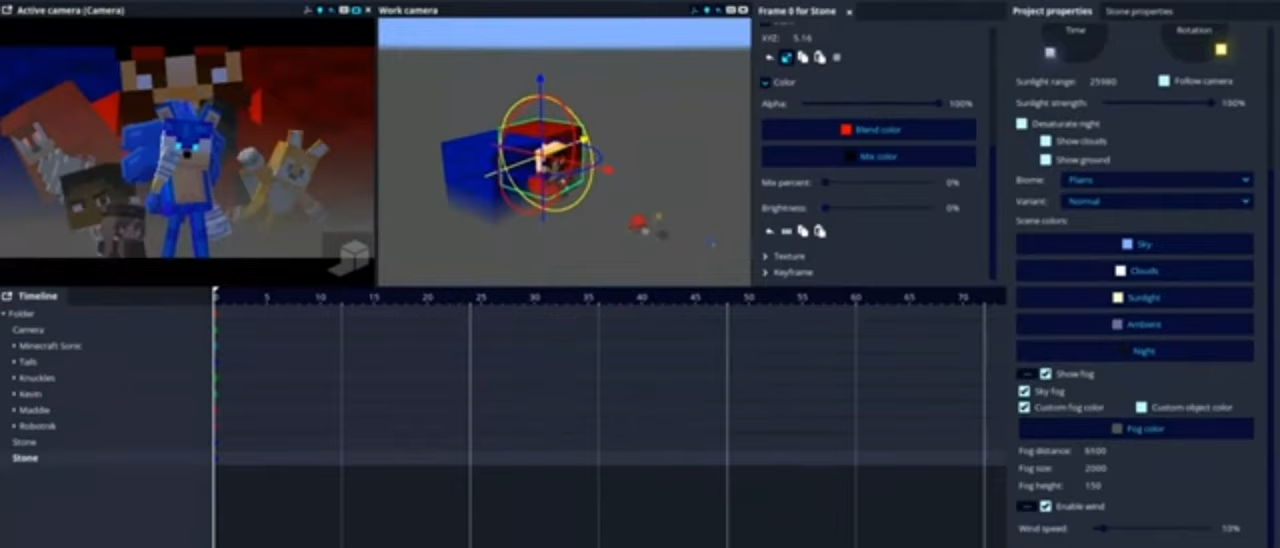 Active camera (Camera)
Work camera
Frame 0 for Stone
XYZ: 5.16
Color
Alpha: 100%
Blend color
Mix color
Mix percent: 0%
Brightness: 0%
Texture
Keyframe
Project properties
Stone properties
Time
Rotation
Sunlight range: 25980
Follow camera
Sunlight strength: 100%
Desaturate night
Show clouds
Show ground
Biome: Plains
Variant: Normal
Scene colors:
Sky
Clouds
Sunlight
Ambient
Night
Show fog
Sky fog
Custom fog color
Custom object color
Fog color
Fog distance: 6500
Fog size: 2000
Fog height: 150
Enable wind
Wind speed: 10%
Timeline
0 5 10 15 20 25 30 35 40 45 50 55 60 65 70
Folder
Camera
Minecraft Sonic
Tails
Knuckles
Kevin
Maddie
Robotnik
Stone
Stone